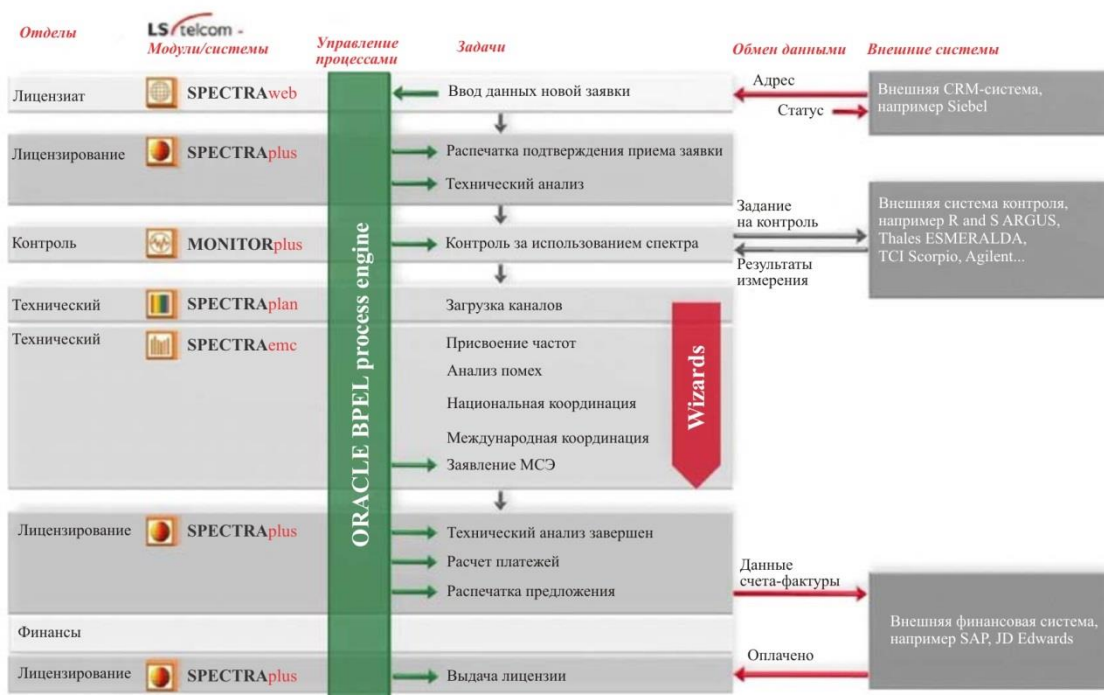 Отделы
LS telcom -
Модули/системы
Управление
процессами
Задачи
Обмен данными
Внешние системы
Лицензиат
SPECTRAweb
Ввод данных новой заявки
Адрес
Статус
Внешняя CRM-система,
например Siebel
Лицензирование
SPECTRAplus
Распечатка подтверждения приема заявки
Технический анализ
Контроль
MONITORplus
Контроль за использованием спектра
Задание
на контроль
Результаты
измерения
Внешняя система контроля,
например R and S ARGUS,
Thales ESMERALDA,
TCI Scorpio, Agilent...
Технический
SPECTRAplan
Загрузка каналов
Технический
SPECTRAemc
Присвоение частот
Анализ помех
Национальная координация
Международная координация
Заявление МСЭ
ORACLE BPEL process engine
Wizards
Лицензирование
SPECTRAplus
Технический анализ завершен
Расчет платежей
Распечатка предложения
Данные
счета-фактуры
Финансы
Внешняя финансовая система,
например SAP, JD Edwards
Лицензирование
SPECTRAplus
Выдача лицензии
Оплачено